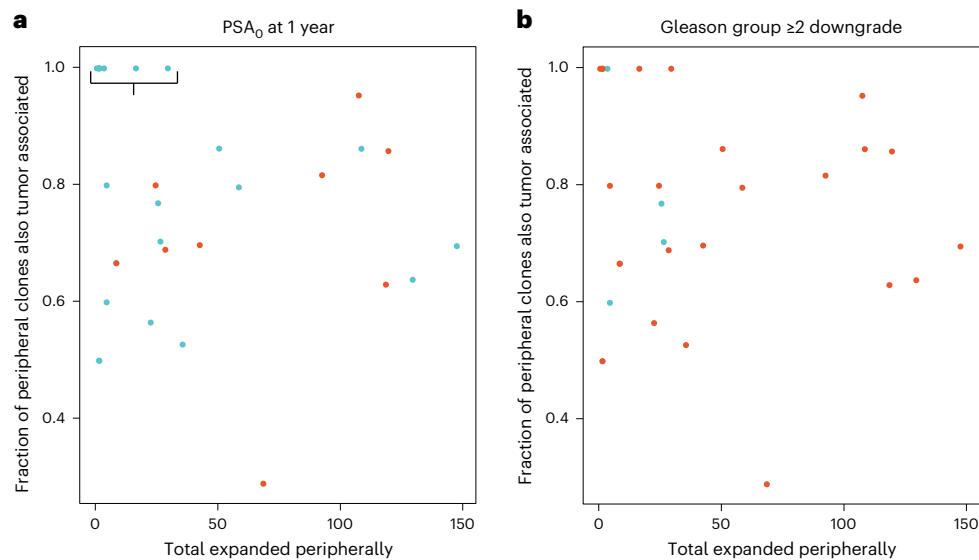 a
PSA0 at 1 year
Fraction of peripheral clones also tumor associated
1.0
0.8
0.6
0.4
0 50 100 150
Total expanded peripherally
b
Gleason group ≥2 downgrade
Fraction of peripheral clones also tumor associated
1.0
0.8
0.6
0.4
0 50 100 150
Total expanded peripherally